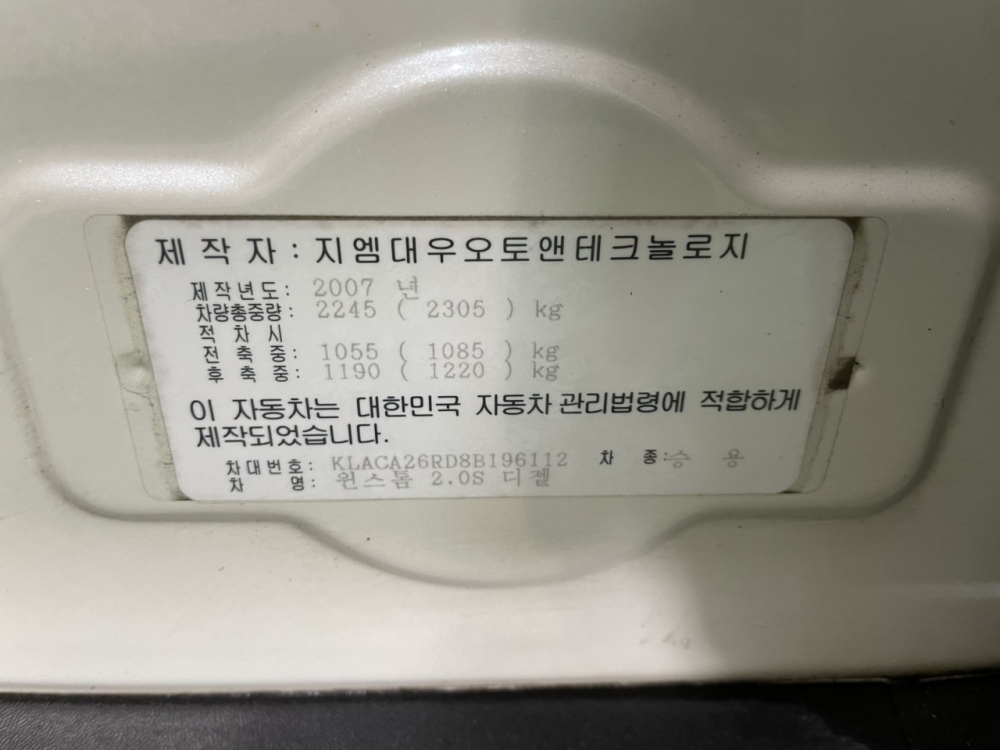 제 작 자 : 지엠대우오토앤테크놀로지
제작년도: 2007 년
차량총중량: 2245 ( 2305 ) kg
적 차 시
전 축 중: 1055 ( 1085 ) kg
후 축 중: 1190 ( 1220 ) kg
이 자동차는 대한민국 자동차관리법령에 적합하게
제작되었습니다.
차대번호: KLACA26RD8B196112 차 종:승 용
차 명: 윈스톰 2.0S 디젤